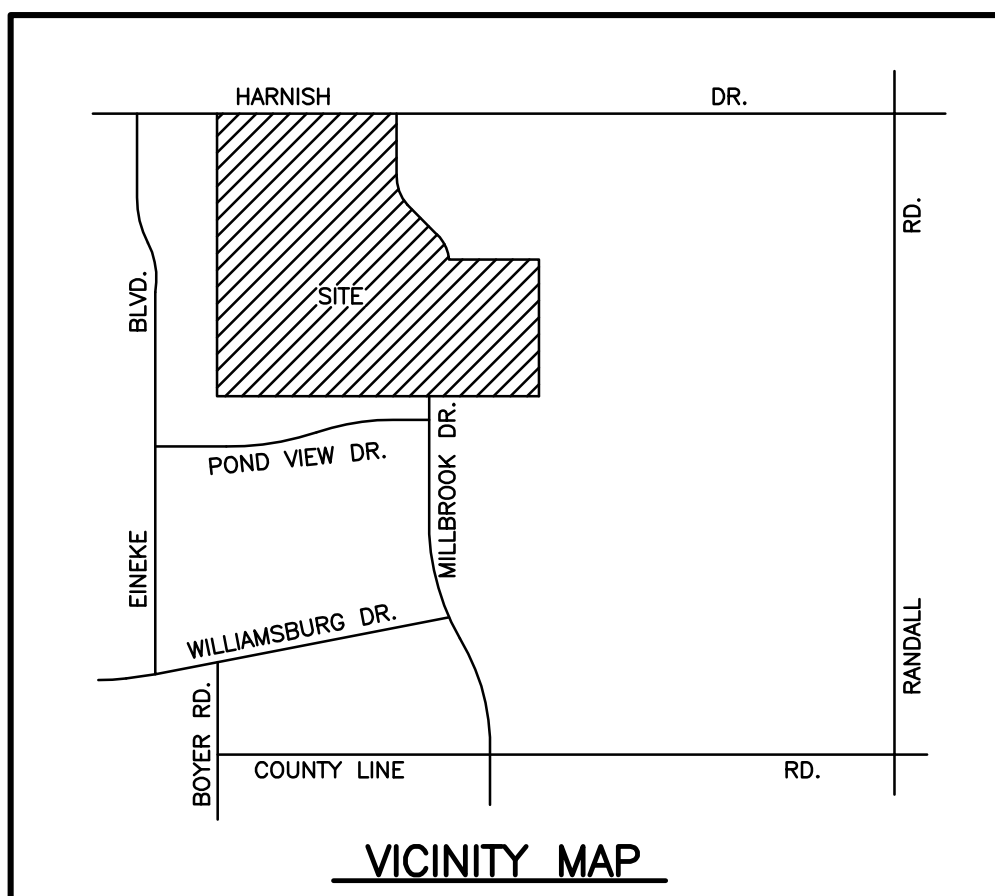 HARNISH DR.
RD.
BLVD.
SITE
POND VIEW DR.
MILLBROOK DR.
EINEKE
WILLIAMSBURG DR.
RANDALL
BOYER RD.
COUNTY LINE RD.
VICINITY MAP